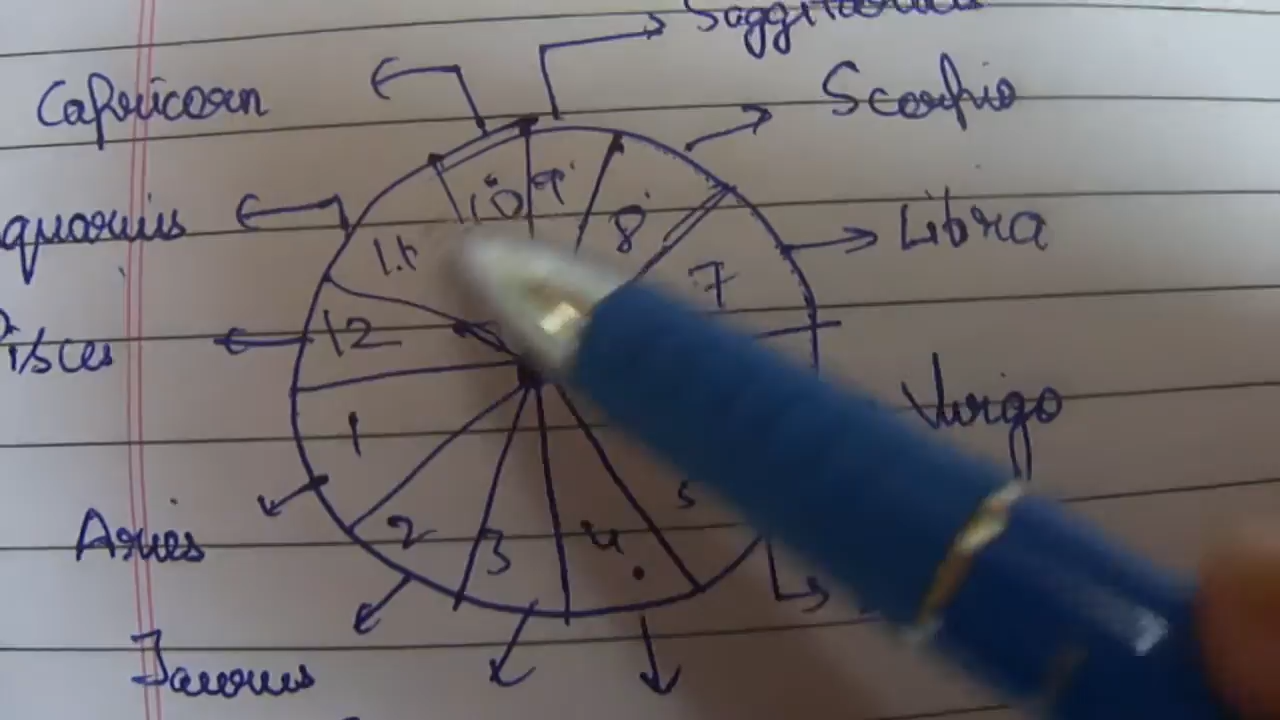 Saggitarius
Capricorn
Scorpio
10
9
quarius
11
8
Libra
7
12
isces
1
Virgo
5
Aries
2
3
4
Taurus